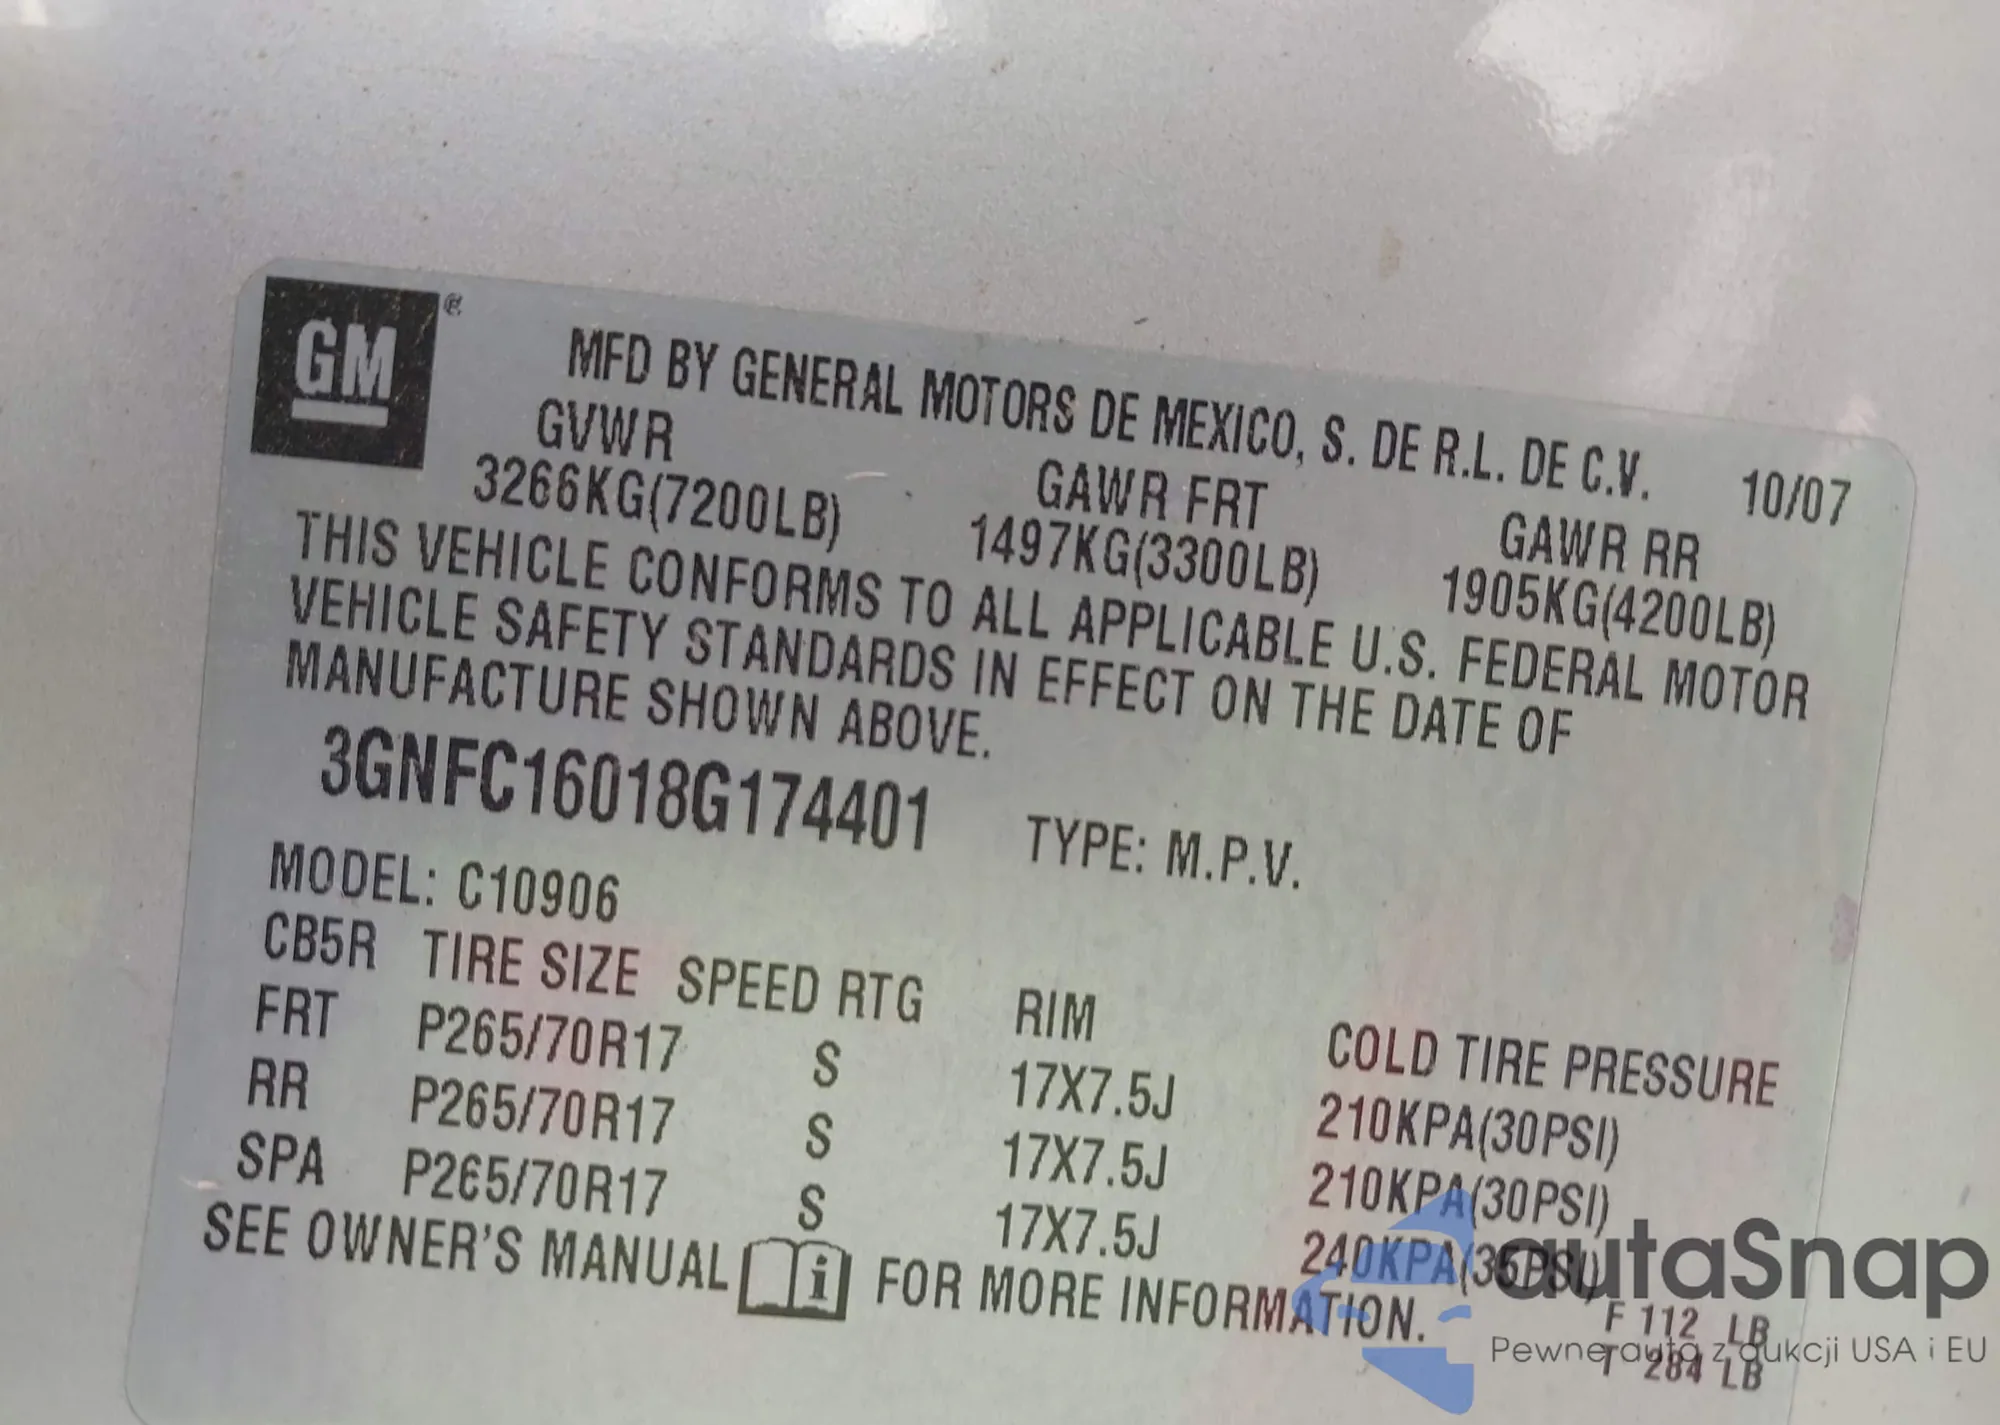 GM®
MFD BY GENERAL MOTORS DE MEXICO, S. DE R.L. DE C.V. 10/07
GVWR GAWR FRT GAWR RR
3266KG(7200LB) 1497KG(3300LB) 1905KG(4200LB)
THIS VEHICLE CONFORMS TO ALL APPLICABLE U.S. FEDERAL MOTOR
VEHICLE SAFETY STANDARDS IN EFFECT ON THE DATE OF
MANUFACTURE SHOWN ABOVE.
3GNFC16018G174401 TYPE: M.P.V.
MODEL: C10906
CB5R TIRE SIZE SPEED RTG RIM COLD TIRE PRESSURE
FRT P265/70R17 S 17X7.5J 210KPA(30PSI)
RR P265/70R17 S 17X7.5J 210KPA(30PSI)
SPA P265/70R17 S 17X7.5J 240KPA(35PSI)
SEE OWNER'S MANUAL i FOR MORE INFORMATION.
F 112 LB
T 284 LB
autaSnap
Pewne auta z aukcji USA i EU